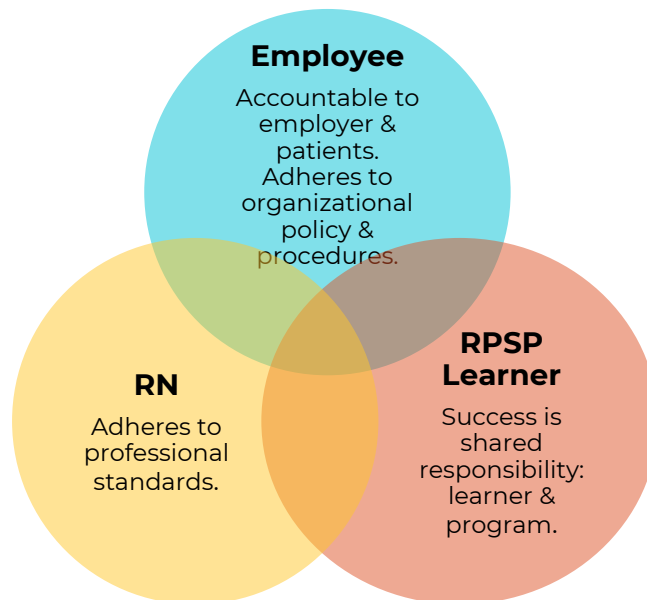 Employee
Accountable to
employer &
patients.
Adheres to
organizational
policy &
procedures.
RN
Adheres to
professional
standards.
RPSP
Learner
Success is
shared
responsibility:
learner &
program.